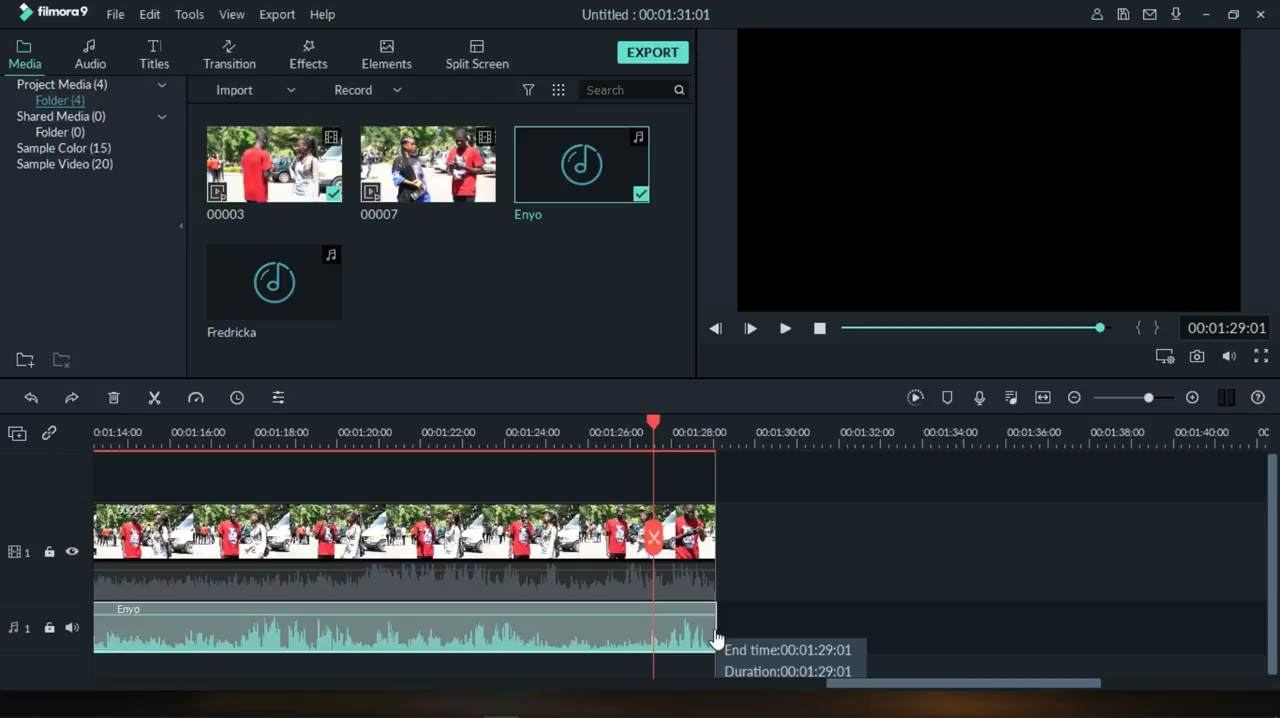 filmora9 File Edit Tools View Export Help Untitled : 00:01:31:01
Media Audio Titles Transition Effects Elements Split Screen EXPORT
Project Media (4)
Folder (4)
Shared Media (0)
Folder (0)
Sample Color (15)
Sample Video (20)
Import Record Search
00003 00007 Enyo
Fredricka
{ } 00:01:29:01
0:01:14:00 00:01:16:00 00:01:18:00 00:01:20:00 00:01:22:00 00:01:24:00 00:01:26:00 00:01:28:00 00:01:30:00 00:01:32:00 00:01:34:00 00:01:36:00 00:01:38:00 00:01:40:00 00
00003
1
Enyo
1
End time:00:01:29:01
Duration:00:01:29:01